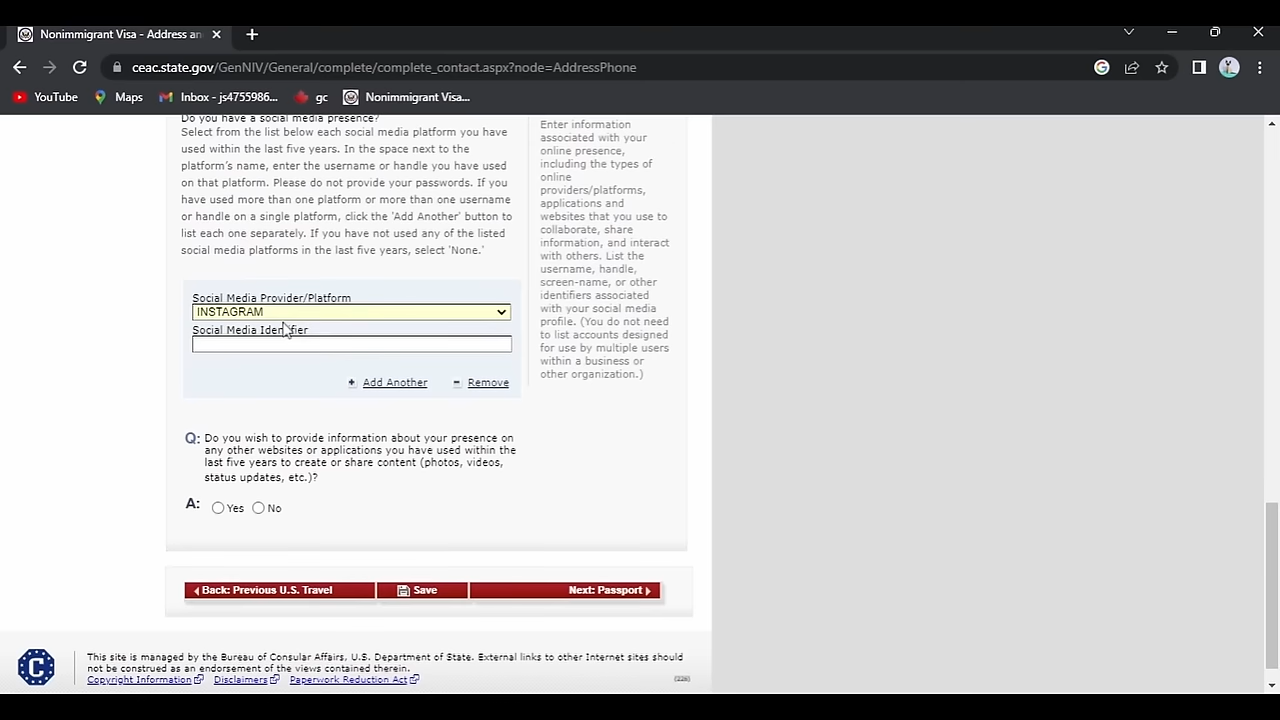 Nonimmigrant Visa - Address an
ceac.state.gov/GenNIV/General/complete/complete_contact.aspx?node=AddressPhone
YouTube
Maps
Inbox - js4755986...
gc
Nonimmigrant Visa...
Do you have a social media presence?
Select from the list below each social media platform you have
used within the last five years. In the space next to the
platform's name, enter the username or handle you have used
on that platform. Please do not provide your passwords. If you
have used more than one platform or more than one username
or handle on a single platform, click the 'Add Another' button to
list each one separately. If you have not used any of the listed
social media platforms in the last five years, select 'None.'
Enter information
associated with your
online presence,
including the types of
online
providers/platforms,
applications and
websites that you use to
collaborate, share
information, and interact
with others. List the
username, handle,
screen-name, or other
identifiers associated
with your social media
profile. (You do not need
to list accounts designed
for use by multiple users
within a business or
other organization.)
Social Media Provider/Platform
INSTAGRAM
Social Media Identifier
Add Another
Remove
Q: Do you wish to provide information about your presence on
any other websites or applications you have used within the
last five years to create or share content (photos, videos,
status updates, etc.)?
A: Yes No
Back: Previous U.S. Travel
Save
Next: Passport
C
This site is managed by the Bureau of Consular Affairs, U.S. Department of State. External links to other Internet sites should
not be construed as an endorsement of the views contained therein.
Copyright Information Disclaimers Paperwork Reduction Act